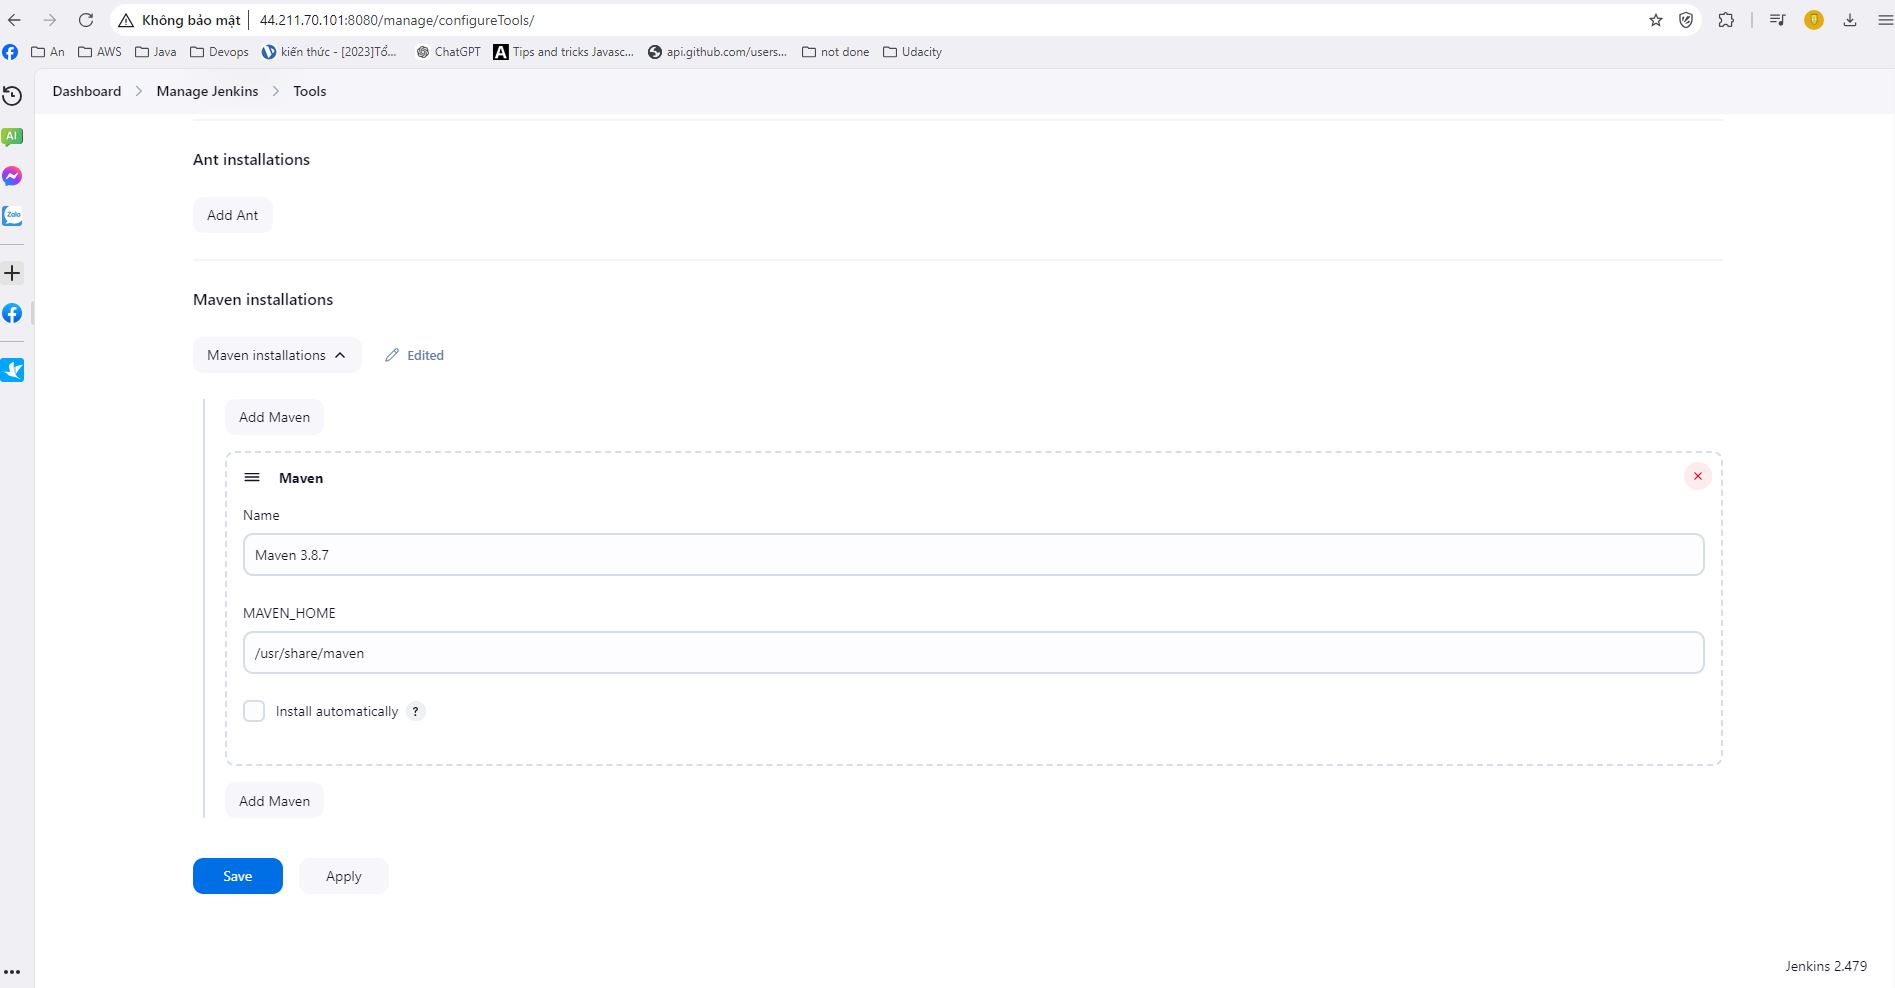 Không bảo mật 44.211.70.101:8080/manage/configureTools/
An AWS Java Devops kiến thức - [2023]Tổ... ChatGPT A Tips and tricks Javasc... api.github.com/users... not done Udacity
Dashboard Manage Jenkins Tools
AI
Ant installations
Add Ant
Zalo
Maven installations
Maven installations Edited
Add Maven
Maven
Name
Maven 3.8.7
MAVEN_HOME
/usr/share/maven
Install automatically ?
Add Maven
Save Apply
Jenkins 2.479